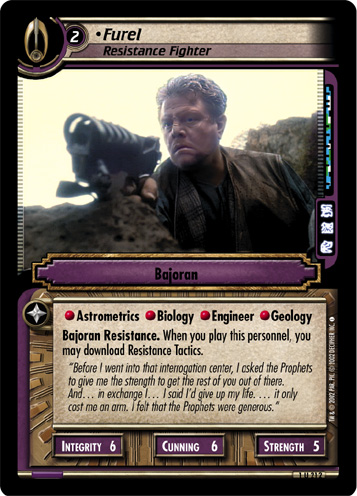 2
•Furel
Resistance Fighter
Bajoran
Astrometrics Biology Engineer Geology
Bajoran Resistance. When you play this personnel, you
may download Resistance Tactics.
"Before I went into that interrogation center, I asked the Prophets
to give me the strength to get the rest of you out of there.
And… in exchange I… I said I'd give up my life. … it only
cost me an arm. I felt that the Prophets were generous."
INTEGRITY 6 CUNNING 6 STRENGTH 5
1 U 212